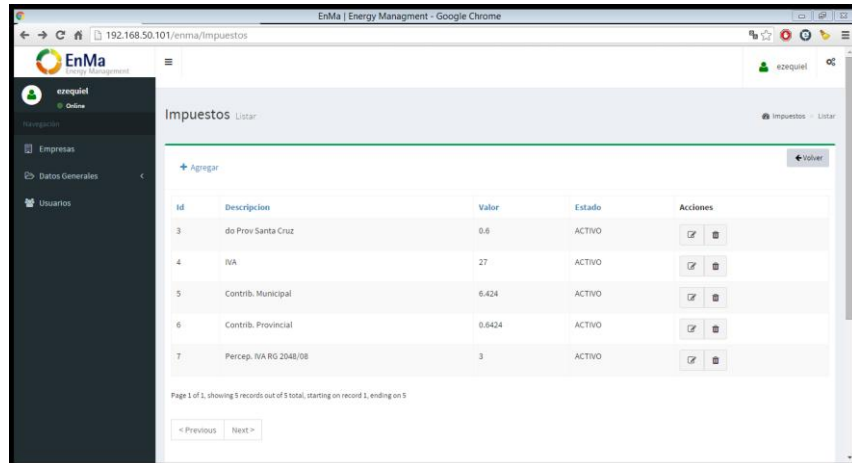 EnMa | Energy Managment - Google Chrome
192.168.50.101/enma/Impuestos
EnMa
Energy Management
ezequiel
ezequiel
Online
Impuestos Listar
Impuestos Listar
Navegación
Empresas
Datos Generales
Usuarios
Agregar
Volver
Id Descripcion Valor Estado Acciones
3 do Prov Santa Cruz 0.6 ACTIVO
4 IVA 27 ACTIVO
5 Contrib. Municipal 6.424 ACTIVO
6 Contrib. Provincial 0.6424 ACTIVO
7 Percep. IVA RG 2048/08 3 ACTIVO
Page 1 of 1, showing 5 records out of 5 total, starting on record 1, ending on 5
< Previous Next >